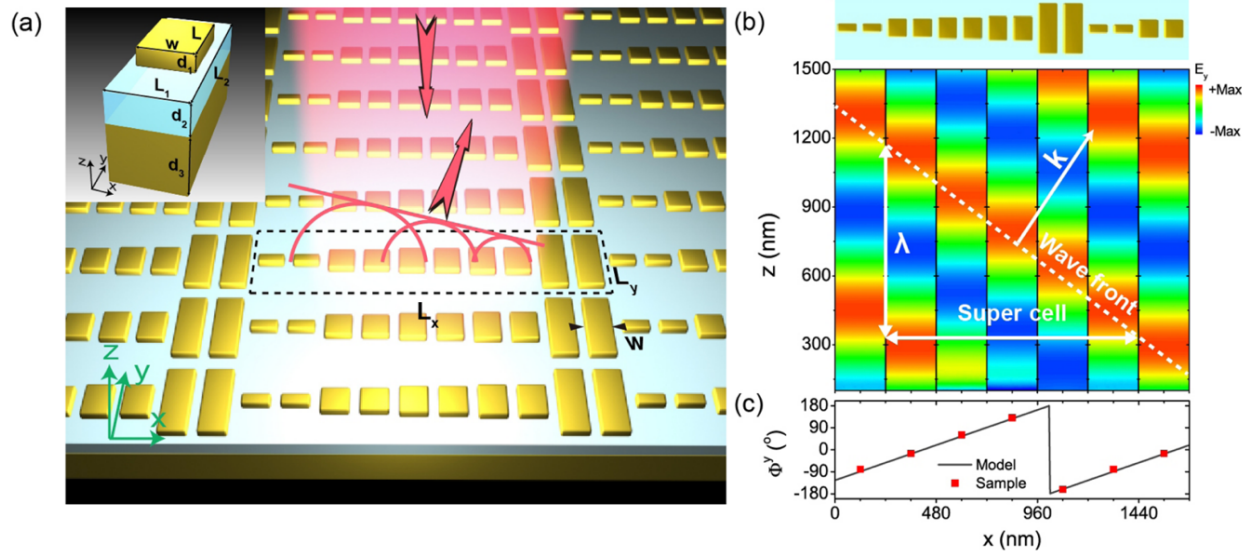 (a)
L
w
d1
L1
L2
d2
d3
z
y
x
Lx
Ly
w
z
y
x
(b)
Ey
+Max
-Max
1500
1200
900
600
300
z (nm)
λ
k
Wave front
Super cell
(c)
180
90
0
-90
-180
Φy (°)
Model
Sample
0
480
960
1440
x (nm)